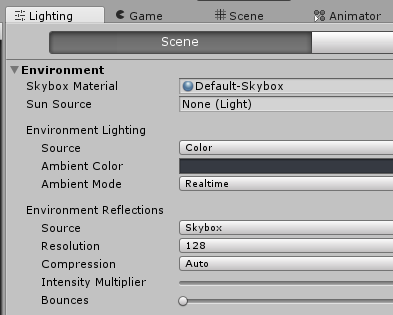 Lighting Game Scene Animator
Scene
Environment
Skybox Material Default-Skybox
Sun Source None (Light)
Environment Lighting
Source Color
Ambient Color
Ambient Mode Realtime
Environment Reflections
Source Skybox
Resolution 128
Compression Auto
Intensity Multiplier
Bounces